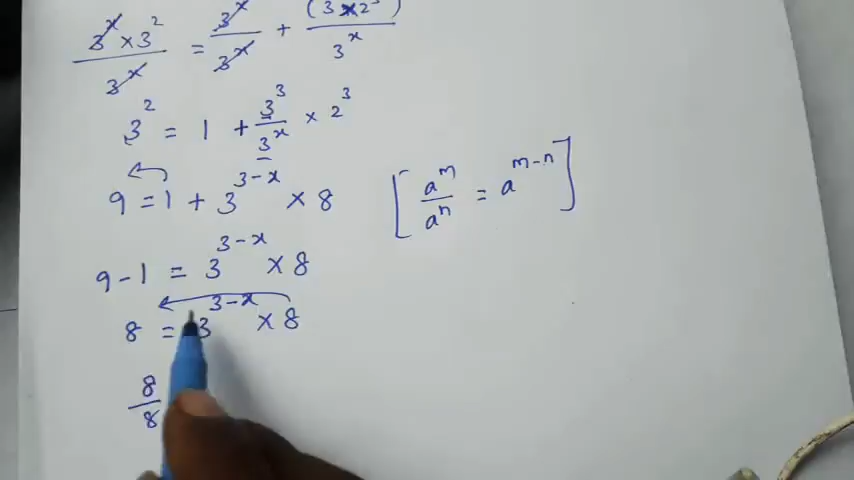 3^x × 3^2 / 3^x = 3^x / 3^x + (3 × 2)^3 / 3^x
3^2 = 1 + 3^3 / 3^x × 2^3
9 = 1 + 3^(3-x) × 8
[a^m / a^n = a^(m-n)]
9 - 1 = 3^(3-x) × 8
8 = 3^(3-x) × 8
8 / 8